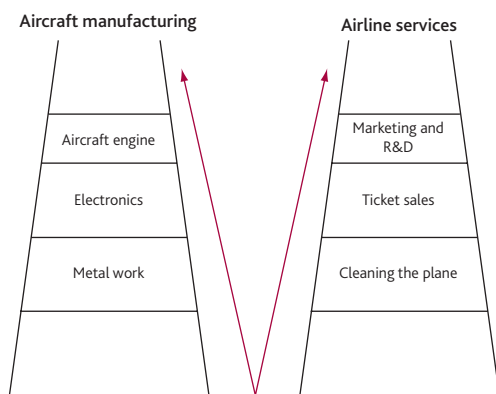 Aircraft manufacturing
Aircraft engine
Electronics
Metal work
Airline services
Marketing and
R&D
Ticket sales
Cleaning the plane